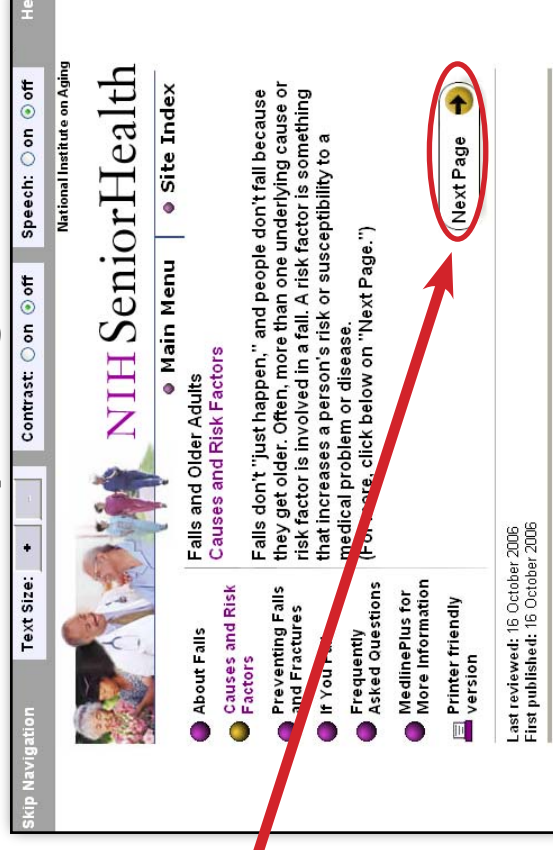 Skip Navigation
Text Size: + -
Contrast: on off
Speech: on off
He
National Institute on Aging
NIHSeniorHealth
Main Menu
Site Index
About Falls
Causes and Risk
Factors
Preventing Falls
and Fractures
If You
Frequently
Asked Questions
MedlinePlus for
More Information
Printer friendly
version
Falls and Older Adults
Causes and Risk Factors
Falls don't "just happen," and people don't fall because
they get older. Often, more than one underlying cause or
risk factor is involved in a fall. A risk factor is something
that increases a person's risk or susceptibility to a
medical problem or disease.
(For more, click below on "Next Page.")
Next Page
Last reviewed: 16 October 2006
First published: 16 October 2006